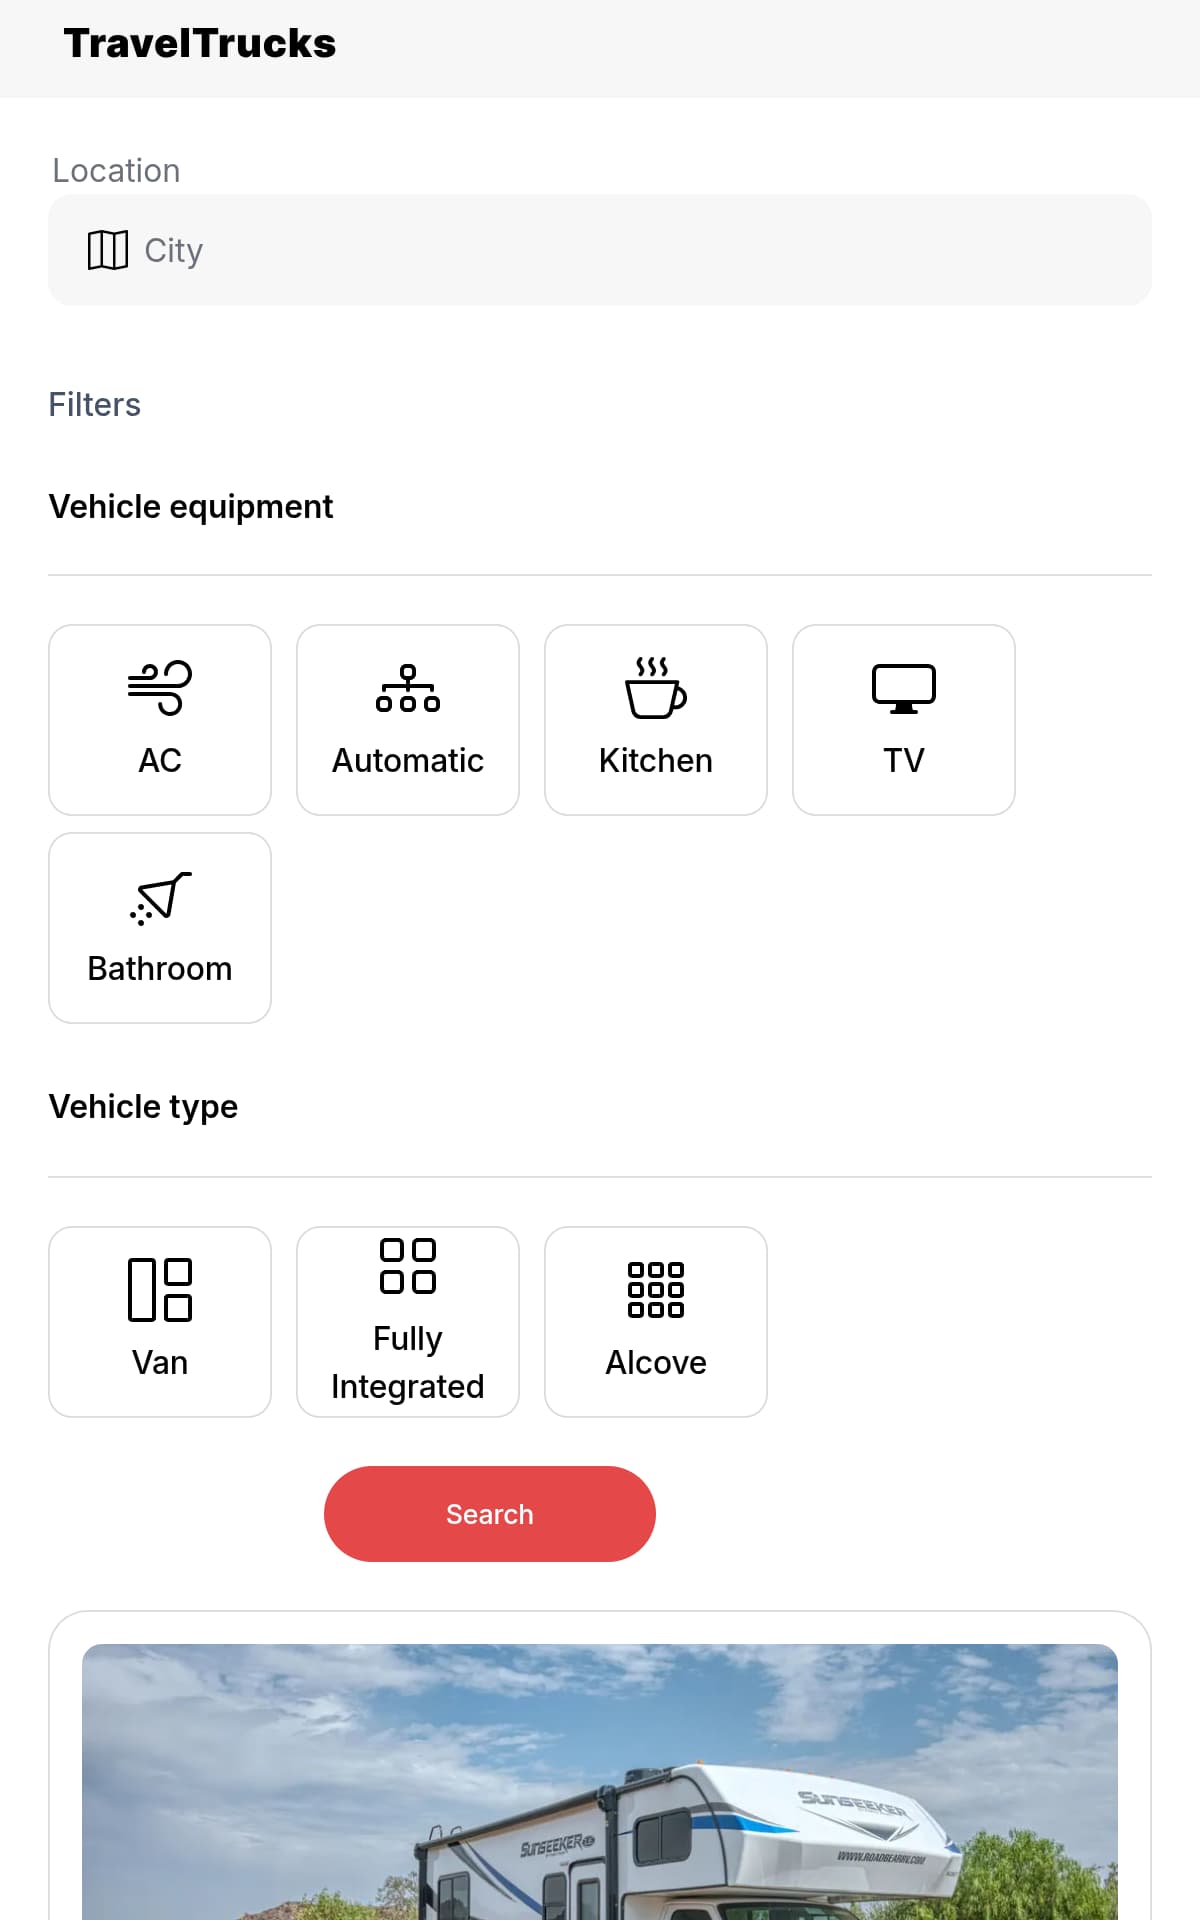 TravelTrucks
Location
City
Filters
Vehicle equipment
AC
Automatic
Kitchen
TV
Bathroom
Vehicle type
Van
Fully
Integrated
Alcove
Search
SUNSEEKER
SUNSEEKER
WWW.ROADBEARRV.COM